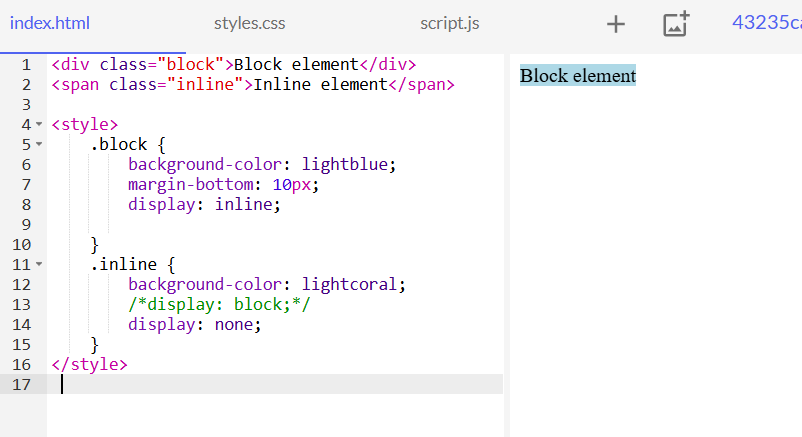 index.html styles.css script.js 43235ca
1 <div class="block">Block element</div>
2 <span class="inline">Inline element</span>
3
4 <style>
5 .block {
6 background-color: lightblue;
7 margin-bottom: 10px;
8 display: inline;
9
10 }
11 .inline {
12 background-color: lightcoral;
13 /*display: block;*/
14 display: none;
15 }
16 </style>
17
Block element